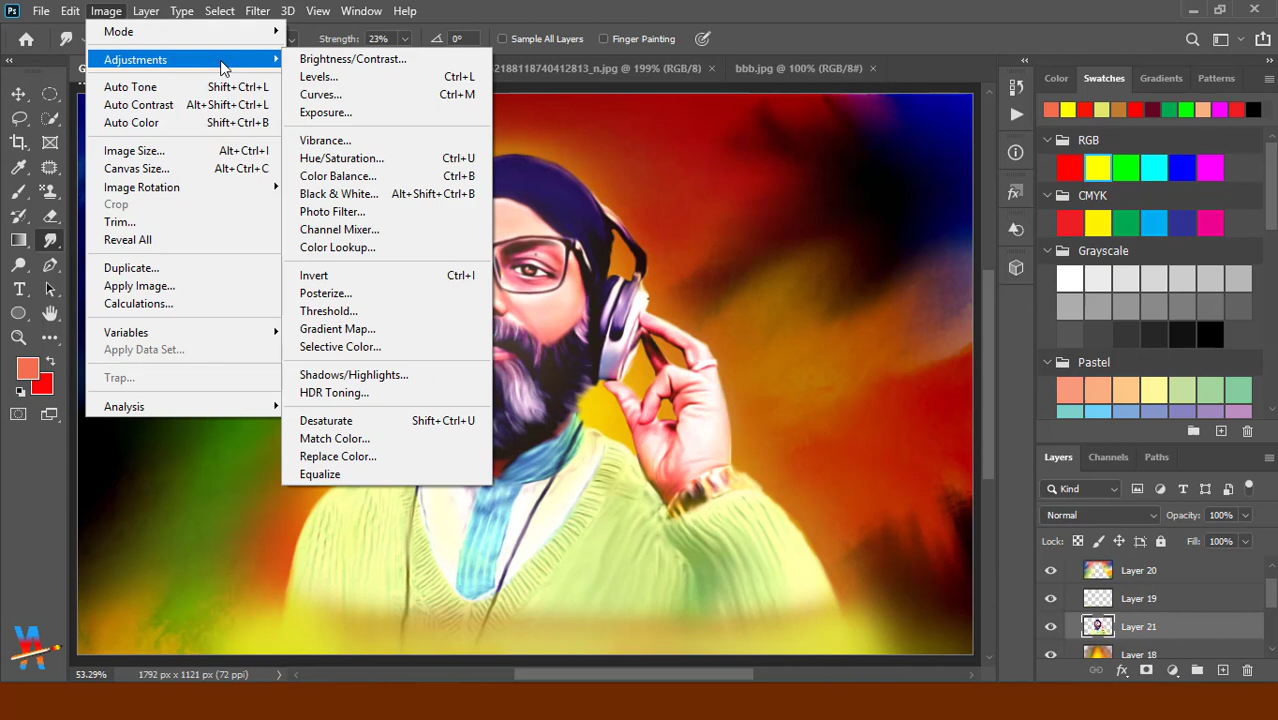 Ps File Edit Image Layer Type Select Filter 3D View Window Help
Strength: 23% 0° Sample All Layers Finger Painting
2188118740412813_n.jpg @ 199% (RGB/8) × bbb.jpg @ 100% (RGB/8#) ×
Mode
Adjustments
Auto Tone Shift+Ctrl+L
Auto Contrast Alt+Shift+Ctrl+L
Auto Color Shift+Ctrl+B
Image Size... Alt+Ctrl+I
Canvas Size... Alt+Ctrl+C
Image Rotation
Crop
Trim...
Reveal All
Duplicate...
Apply Image...
Calculations...
Variables
Apply Data Set...
Trap...
Analysis
Brightness/Contrast...
Levels... Ctrl+L
Curves... Ctrl+M
Exposure...
Vibrance...
Hue/Saturation... Ctrl+U
Color Balance... Ctrl+B
Black & White... Alt+Shift+Ctrl+B
Photo Filter...
Channel Mixer...
Color Lookup...
Invert Ctrl+I
Posterize...
Threshold...
Gradient Map...
Selective Color...
Shadows/Highlights...
HDR Toning...
Desaturate Shift+Ctrl+U
Match Color...
Replace Color...
Equalize
Color Swatches Gradients Patterns
RGB
CMYK
Grayscale
Pastel
Layers Channels Paths
Kind
Normal Opacity: 100%
Lock: Fill: 100%
Layer 20
Layer 19
Layer 21
Layer 18
53.29% 1792 px x 1121 px (72 ppi)